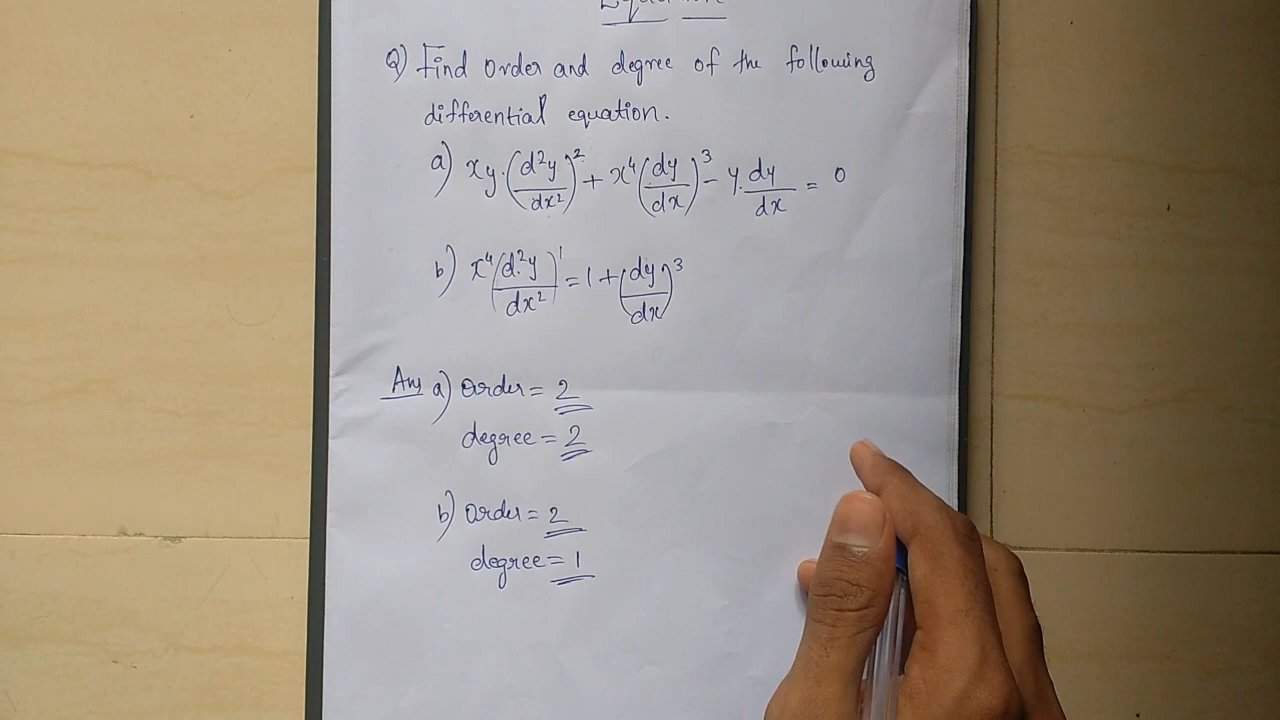 Equation
Q) Find order and degree of the following
differential equation.
a) xy.(d²y/dx²)² + x⁴(dy/dx)³ - y.dy/dx = 0
b) x⁴(d²y/dx²)¹ = 1 + (dy/dx)³
Ans a) Order = 2
degree = 2
b) Order = 2
degree = 1